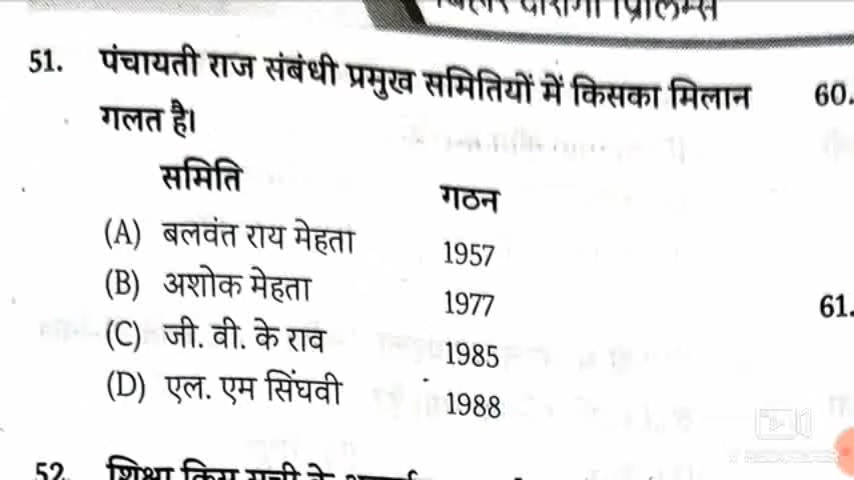 बिहार दारोगा प्रिलिम्स
51. पंचायती राज संबंधी प्रमुख समितियों में किसका मिलान
गलत है।
समिति गठन
(A) बलवंत राय मेहता 1957
(B) अशोक मेहता 1977
(C) जी. वी. के राव 1985
(D) एल. एम सिंघवी 1988
52. शिक्षा किस सूची के
60.
61.